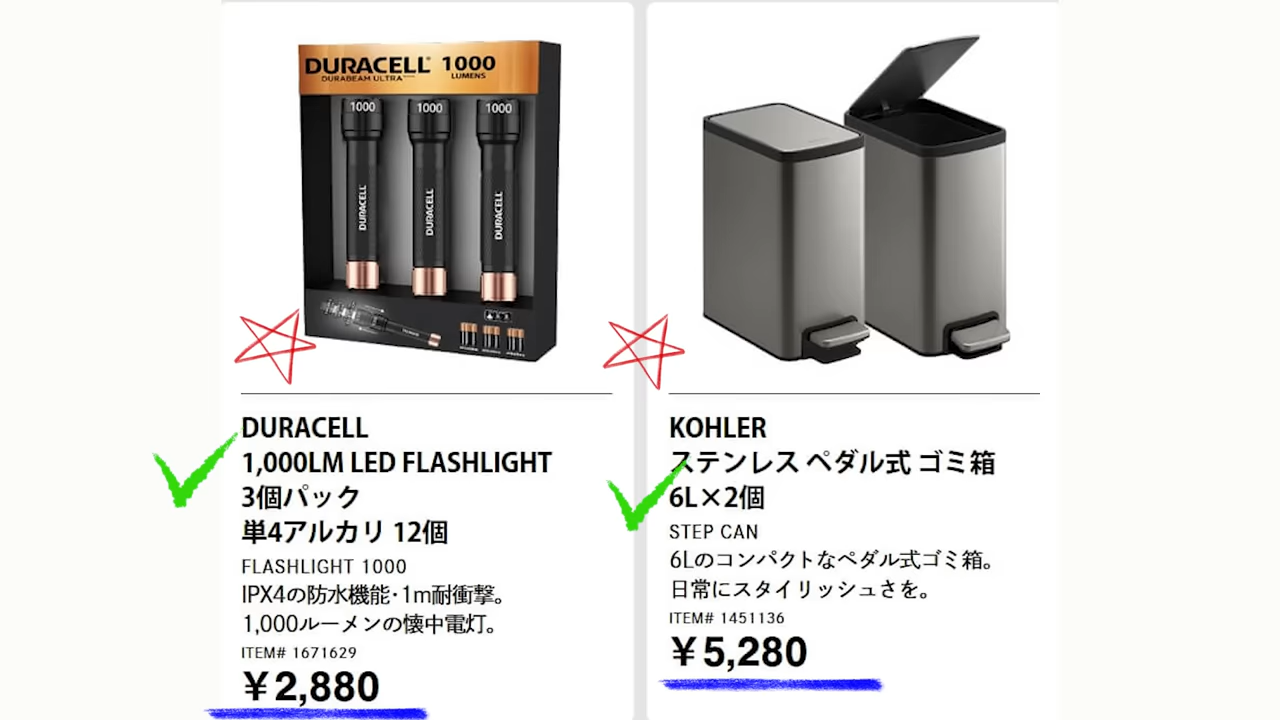 DURACELL 1000
DURABEAM ULTRA LUMENS
1000 1000 1000
DURACELL DURACELL DURACELL
DURACELL
1,000LM LED FLASHLIGHT
3個パック
単4アルカリ 12個
FLASHLIGHT 1000
IPX4の防水機能・1m耐衝撃。
1,000ルーメンの懐中電灯。
ITEM# 1671629
¥2,880
KOHLER
ステンレス ペダル式 ゴミ箱
6L×2個
STEP CAN
6Lのコンパクトなペダル式ゴミ箱。
日常にスタイリッシュさを。
ITEM# 1451136
¥5,280